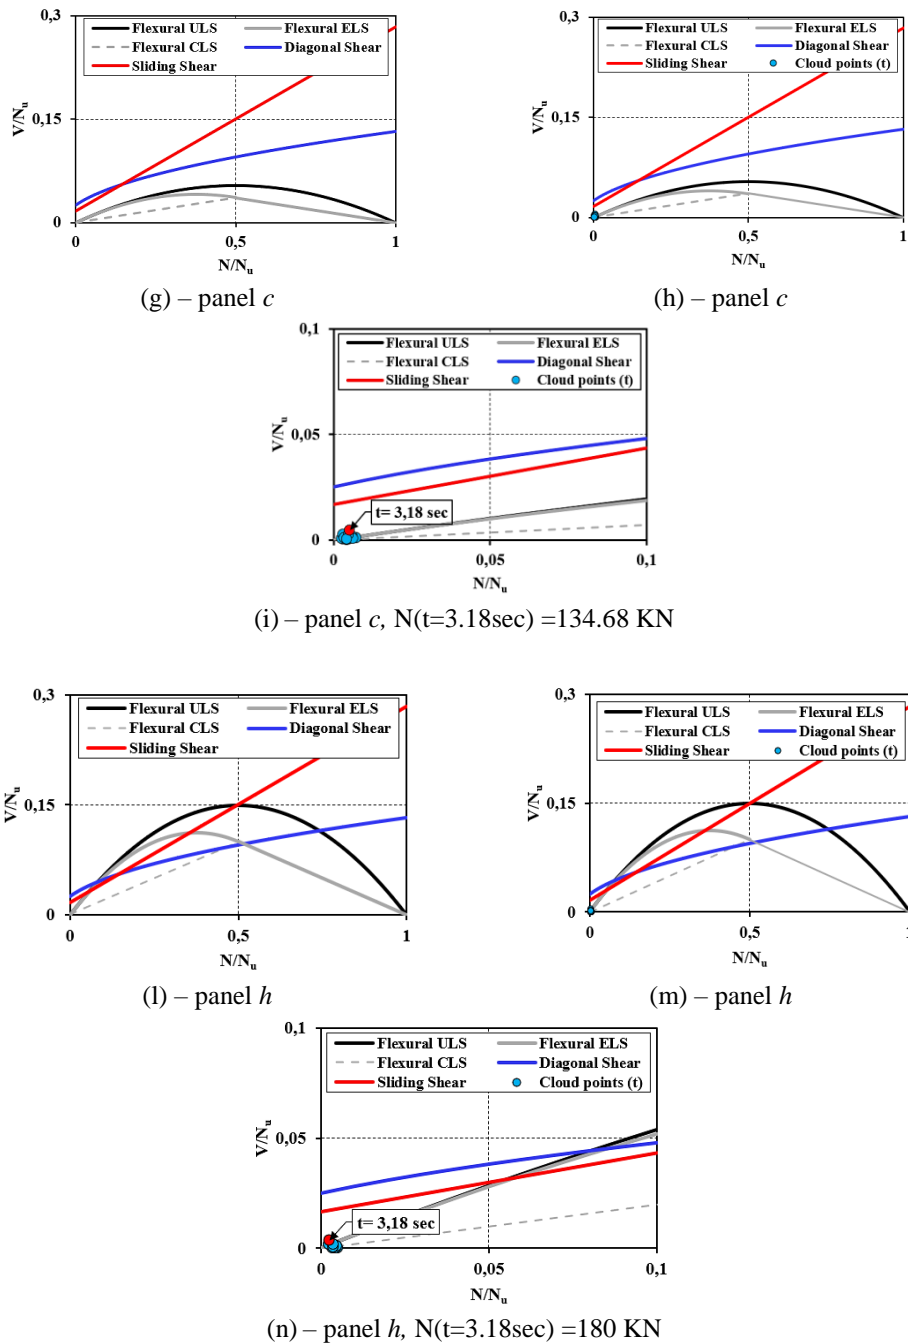 0,3
Flexural ULS Flexural ELS
Flexural CLS Diagonal Shear
Sliding Shear
V/Nu
0,15
0
0 0,5 1
N/Nu
(g) – panel c
0,3
Flexural ULS Flexural ELS
Flexural CLS Diagonal Shear
Sliding Shear Cloud points (t)
V/Nu
0,15
0
0 0,5 1
N/Nu
(h) – panel c
0,1
Flexural ULS Flexural ELS
Flexural CLS Diagonal Shear
Sliding Shear Cloud points (t)
V/Nu
0,05
t= 3,18 sec
0
0 0,05 0,1
N/Nu
(i) – panel c, N(t=3.18sec) =134.68 KN
0,3
Flexural ULS Flexural ELS
Flexural CLS Diagonal Shear
Sliding Shear
V/Nu
0,15
0
0 0,5 1
N/Nu
(l) – panel h
0,3
Flexural ULS Flexural ELS
Flexural CLS Diagonal Shear
Sliding Shear Cloud points (t)
V/Nu
0,15
0
0 0,5 1
N/Nu
(m) – panel h
0,1
Flexural ULS Flexural ELS
Flexural CLS Diagonal Shear
Sliding Shear Cloud points (t)
V/Nu
0,05
t= 3,18 sec
0
0 0,05 0,1
N/Nu
(n) – panel h, N(t=3.18sec) =180 KN